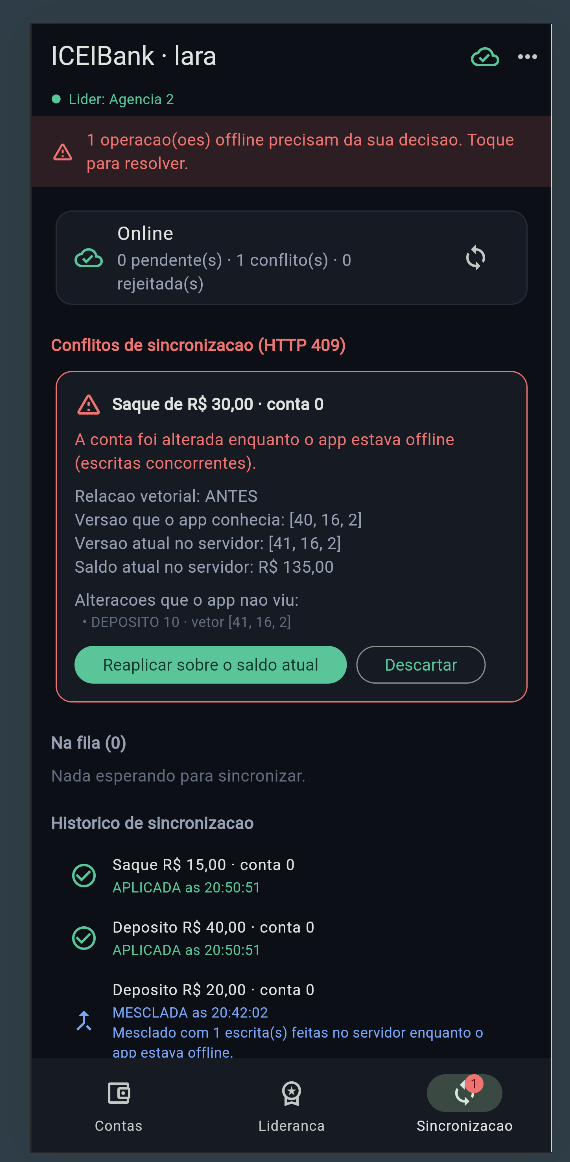 ICEIBank · lara
Lider: Agencia 2
1 operacao(oes) offline precisam da sua decisao. Toque
para resolver.
Online
0 pendente(s) · 1 conflito(s) · 0
rejeitada(s)
Conflitos de sincronizacao (HTTP 409)
Saque de R$ 30,00 · conta 0
A conta foi alterada enquanto o app estava offline
(escritas concorrentes).
Relacao vetorial: ANTES
Versao que o app conhecia: [40, 16, 2]
Versao atual no servidor: [41, 16, 2]
Saldo atual no servidor: R$ 135,00
Alteracoes que o app nao viu:
• DEPOSITO 10 · vetor [41, 16, 2]
Reaplicar sobre o saldo atual
Descartar
Na fila (0)
Nada esperando para sincronizar.
Historico de sincronizacao
Saque R$ 15,00 · conta 0
APLICADA as 20:50:51
Deposito R$ 40,00 · conta 0
APLICADA as 20:50:51
Deposito R$ 20,00 · conta 0
MESCLADA as 20:42:02
Mesclado com 1 escrita(s) feitas no servidor enquanto o
app estava offline.
1
Contas
Lideranca
Sincronizacao